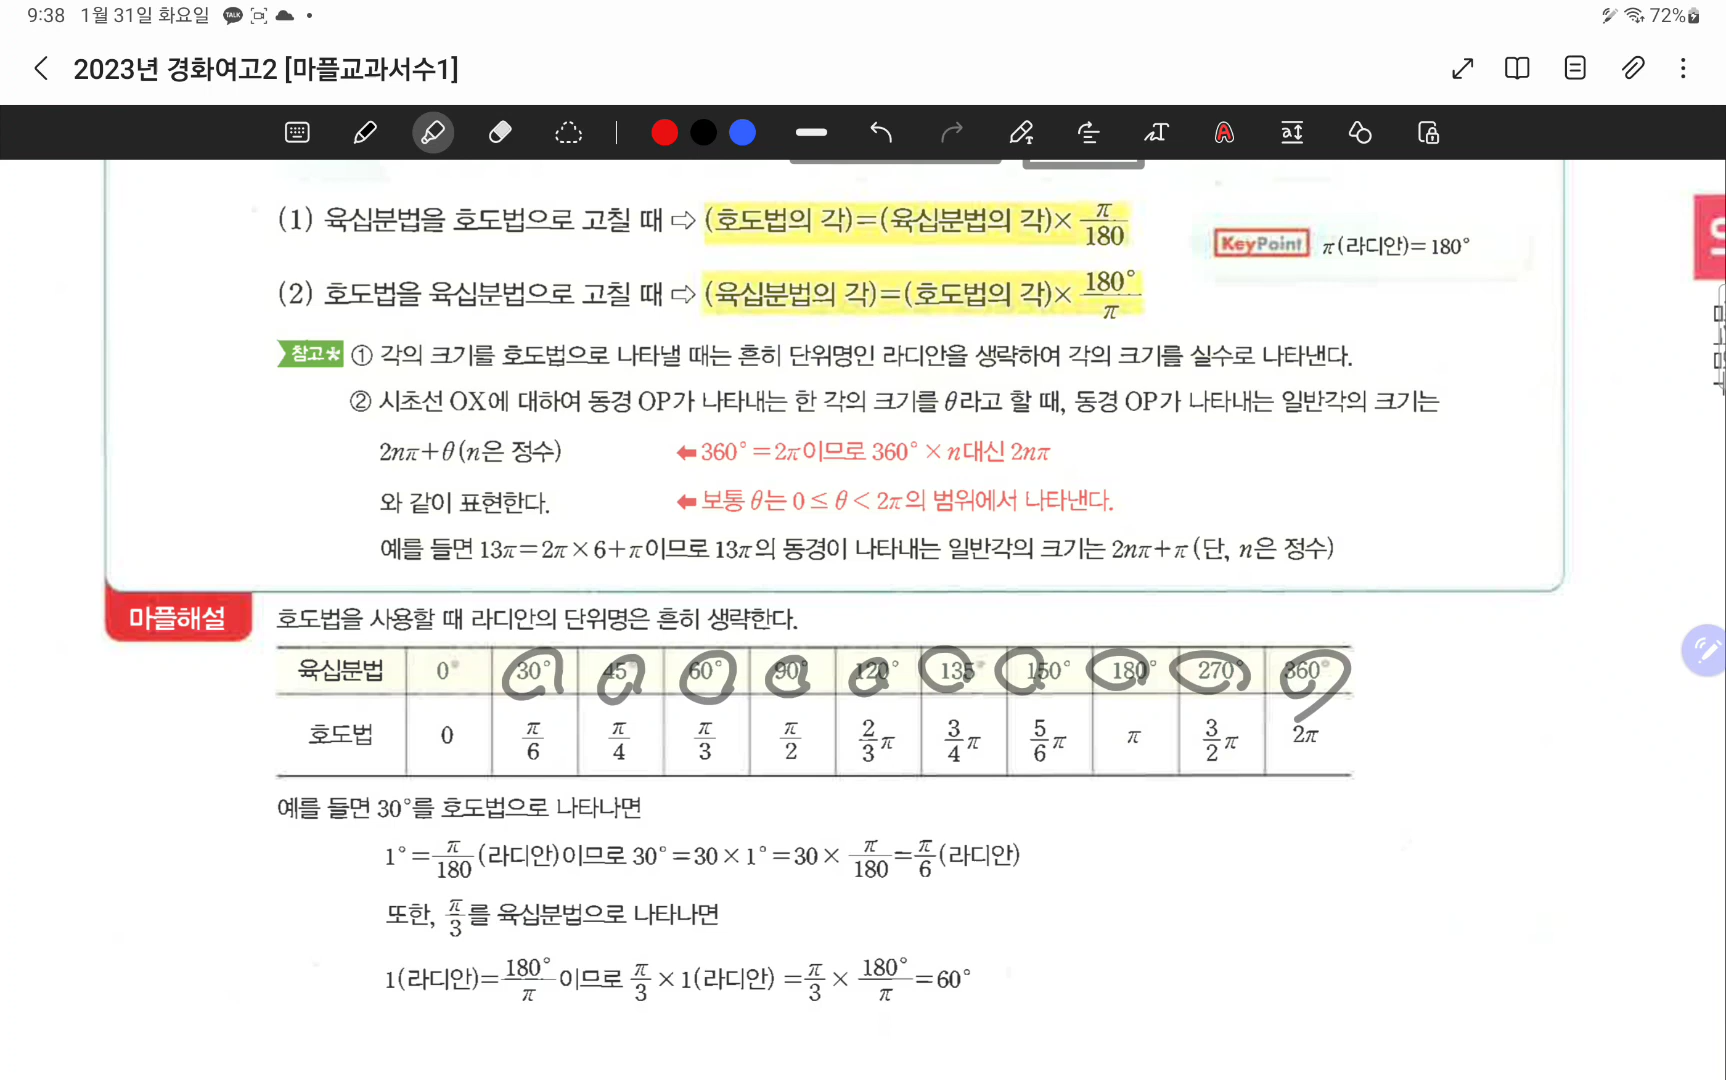 9:38 1월 31일 화요일 TALK 72%
2023년 경화여고2 [마플교과서수1]
(1) 육십분법을 호도법으로 고칠 때 ⇨ (호도법의 각)=(육십분법의 각)× π/180
KeyPoint π(라디안)=180°
(2) 호도법을 육십분법으로 고칠 때 ⇨ (육십분법의 각)=(호도법의 각)× 180°/π
참고* ① 각의 크기를 호도법으로 나타낼 때는 흔히 단위명인 라디안을 생략하여 각의 크기를 실수로 나타낸다.
② 시초선 OX에 대하여 동경 OP가 나타내는 한 각의 크기를 θ라고 할 때, 동경 OP가 나타내는 일반각의 크기는
2nπ+θ(n은 정수) ⬅ 360°=2π이므로 360°×n대신 2nπ
와 같이 표현한다. ⬅ 보통 θ는 0≤θ<2π의 범위에서 나타낸다.
예를 들면 13π=2π×6+π이므로 13π의 동경이 나타내는 일반각의 크기는 2nπ+π(단, n은 정수)
마플해설 호도법을 사용할 때 라디안의 단위명은 흔히 생략한다.
육십분법 0° 30° 45° 60° 90° 120° 135° 150° 180° 270° 360°
호도법 0 π/6 π/4 π/3 π/2 2/3π 3/4π 5/6π π 3/2π 2π
예를 들면 30°를 호도법으로 나타나면
1°=π/180(라디안)이므로 30°=30×1°=30×π/180=π/6(라디안)
또한, π/3를 육십분법으로 나타나면
1(라디안)=180°/π이므로 π/3×1(라디안)=π/3×180°/π=60°